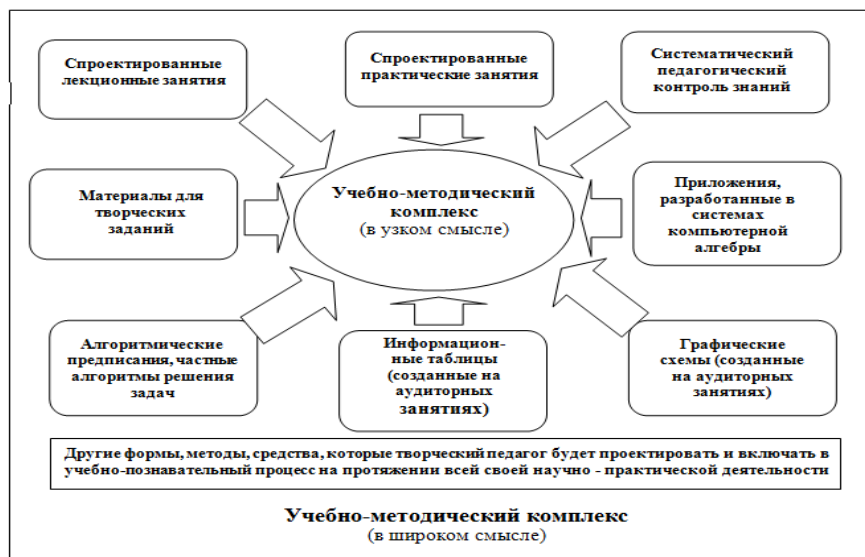 Спроектированные
лекционные занятия
Спроектированные
практические занятия
Систематический
педагогический
контроль знаний
Материалы для
творческих
заданий
Учебно-методический
комплекс
(в узком смысле)
Приложения,
разработанные в
системах
компьютерной
алгебры
Алгоритмические
предписания, частные
алгоритмы решения
задач
Информацион-
ные таблицы
(созданные на
аудиторных
занятиях)
Графические
схемы (созданные
на аудиторных
занятиях)
Другие формы, методы, средства, которые творческий педагог будет проектировать и включать в
учебно-познавательный процесс на протяжении всей своей научно - практической деятельности
Учебно-методический комплекс
(в широком смысле)